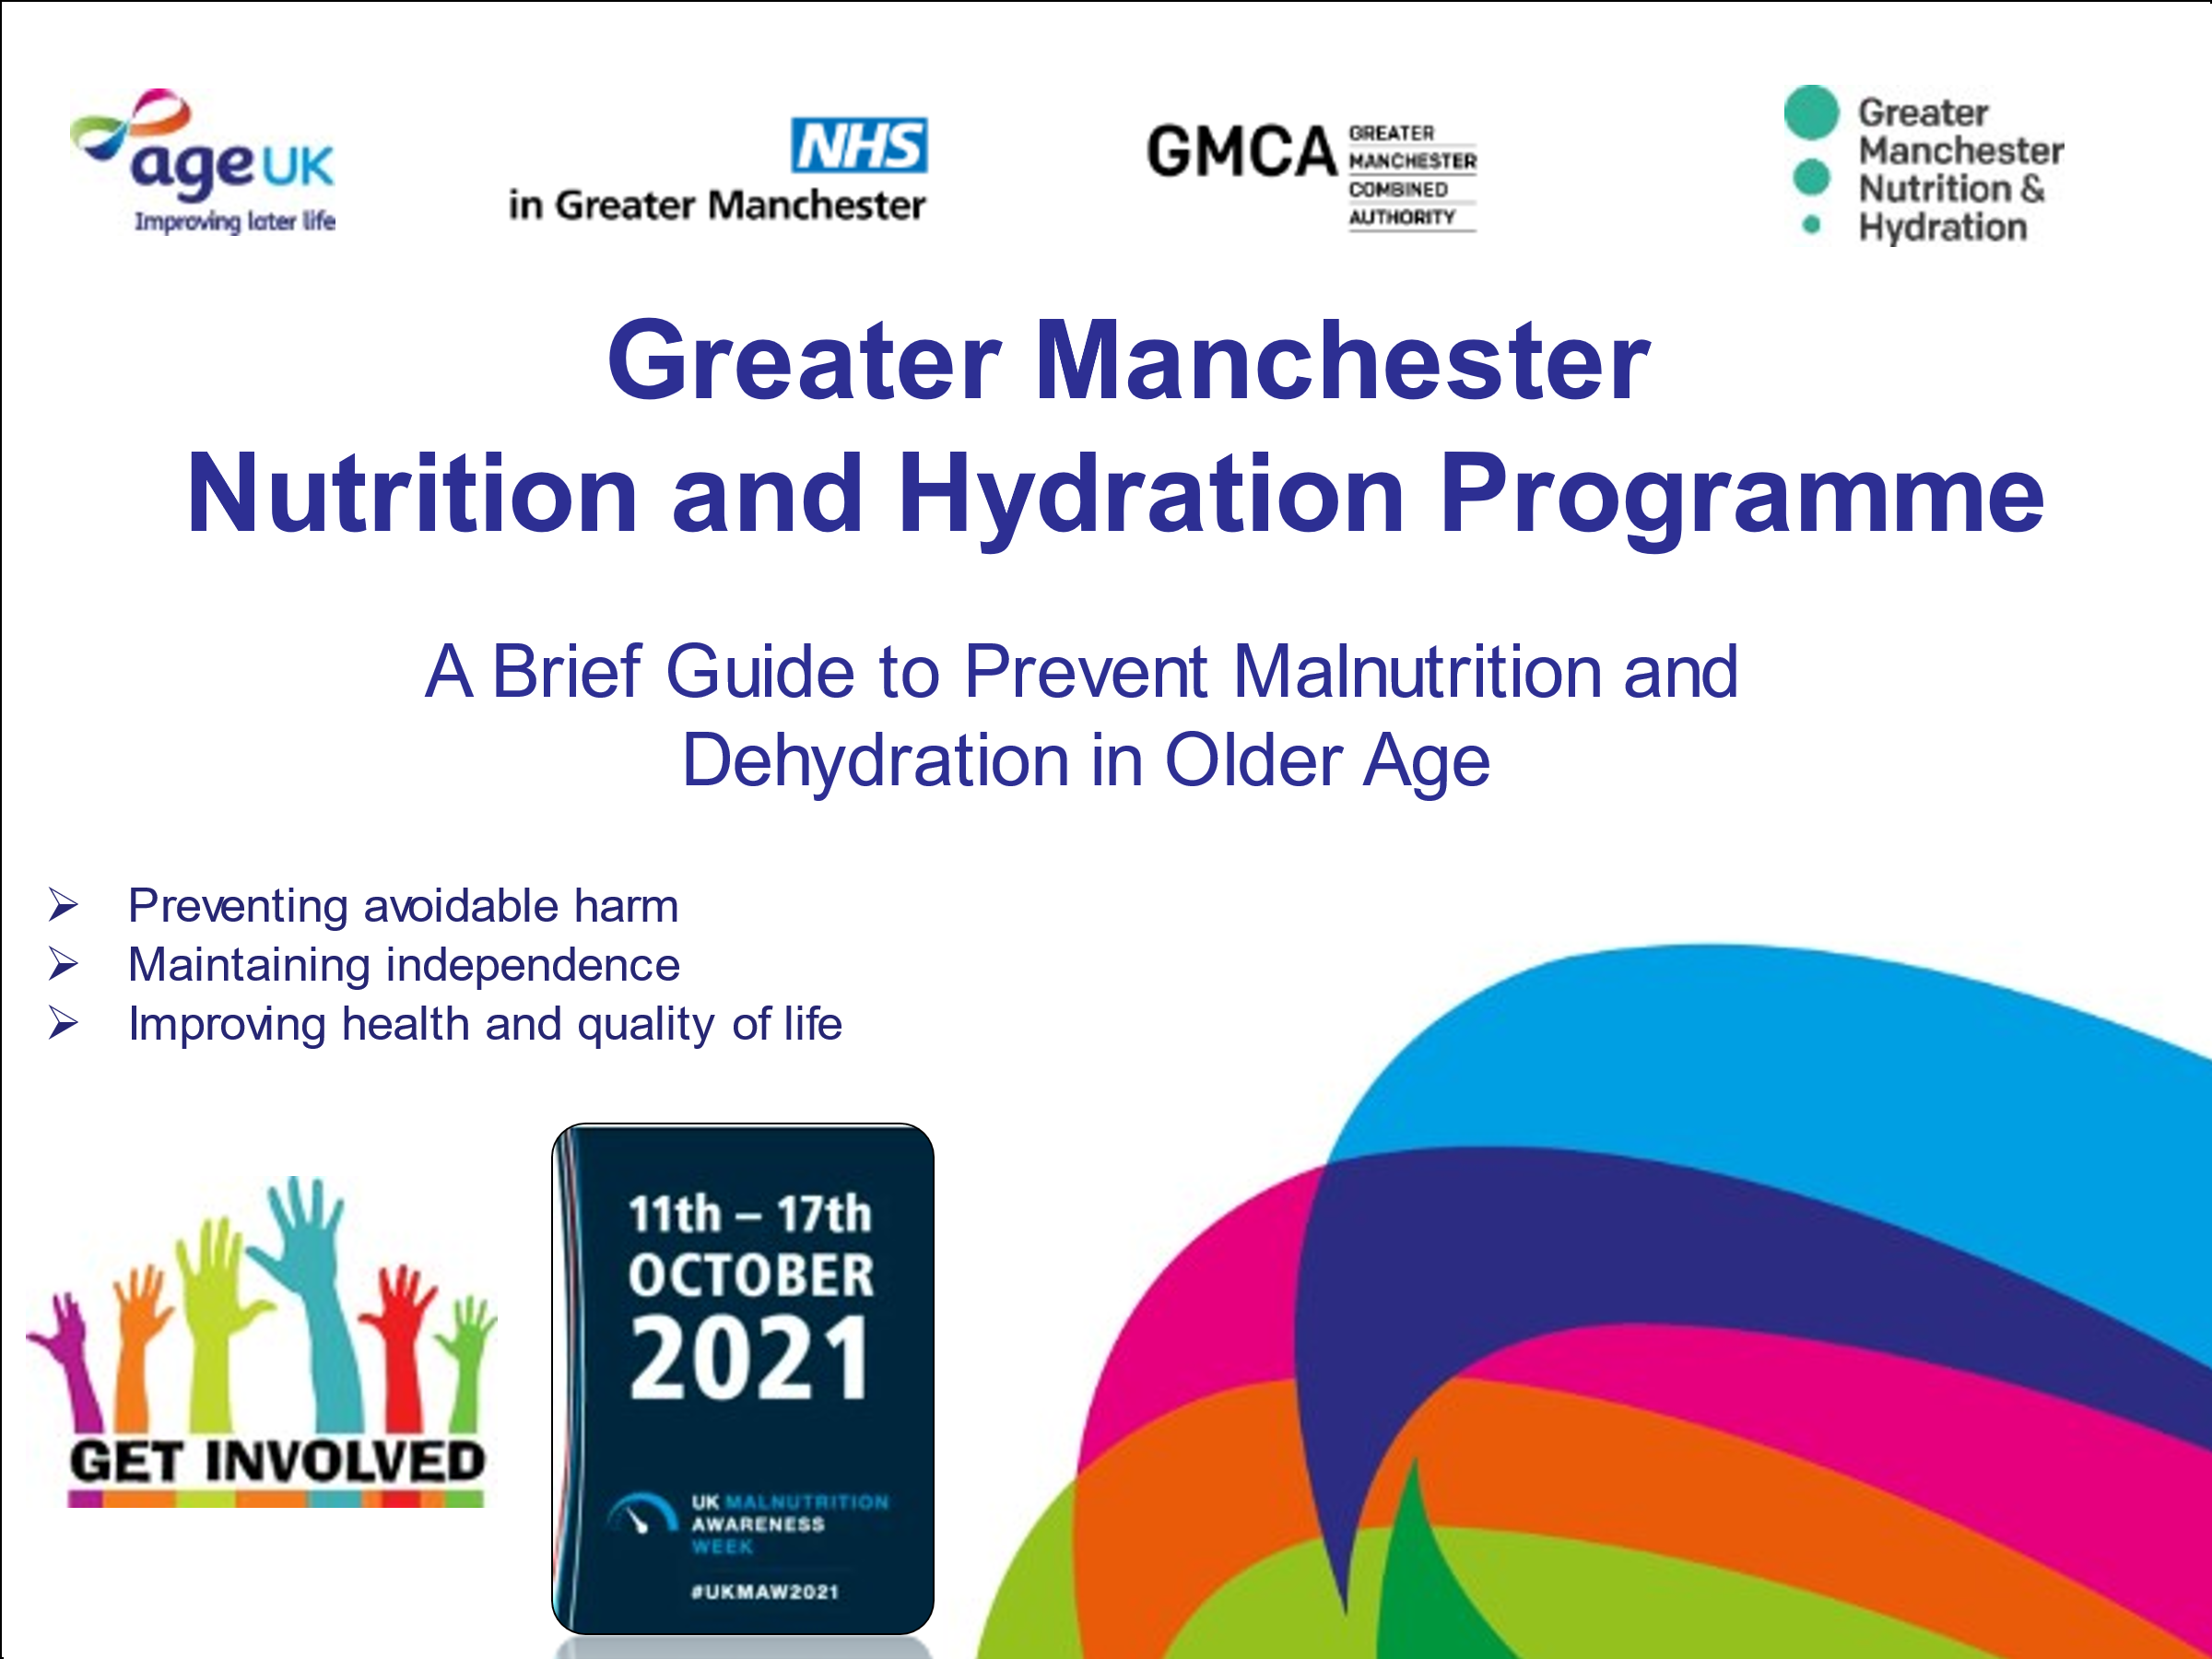 age UK
Improving later life
NHS
in Greater Manchester
GMCA
GREATER
MANCHESTER
COMBINED
AUTHORITY
Greater
Manchester
Nutrition &
Hydration
Greater Manchester
Nutrition and Hydration Programme
A Brief Guide to Prevent Malnutrition and
Dehydration in Older Age
Preventing avoidable harm
Maintaining independence
Improving health and quality of life
GET INVOLVED
11th – 17th
OCTOBER
2021
UK MALNUTRITION
AWARENESS
WEEK
#UKMAW2021